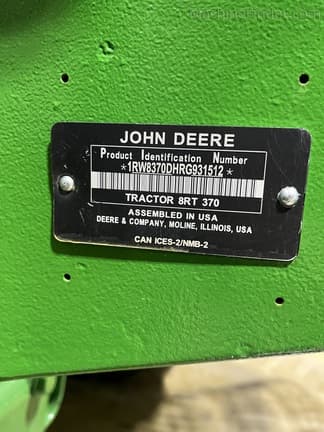 JOHN DEERE
Product Identification Number
*1RW8370DHRG931512*
TRACTOR 8RT 370
ASSEMBLED IN USA
DEERE & COMPANY, MOLINE, ILLINOIS, USA
CAN ICES-2/NMB-2